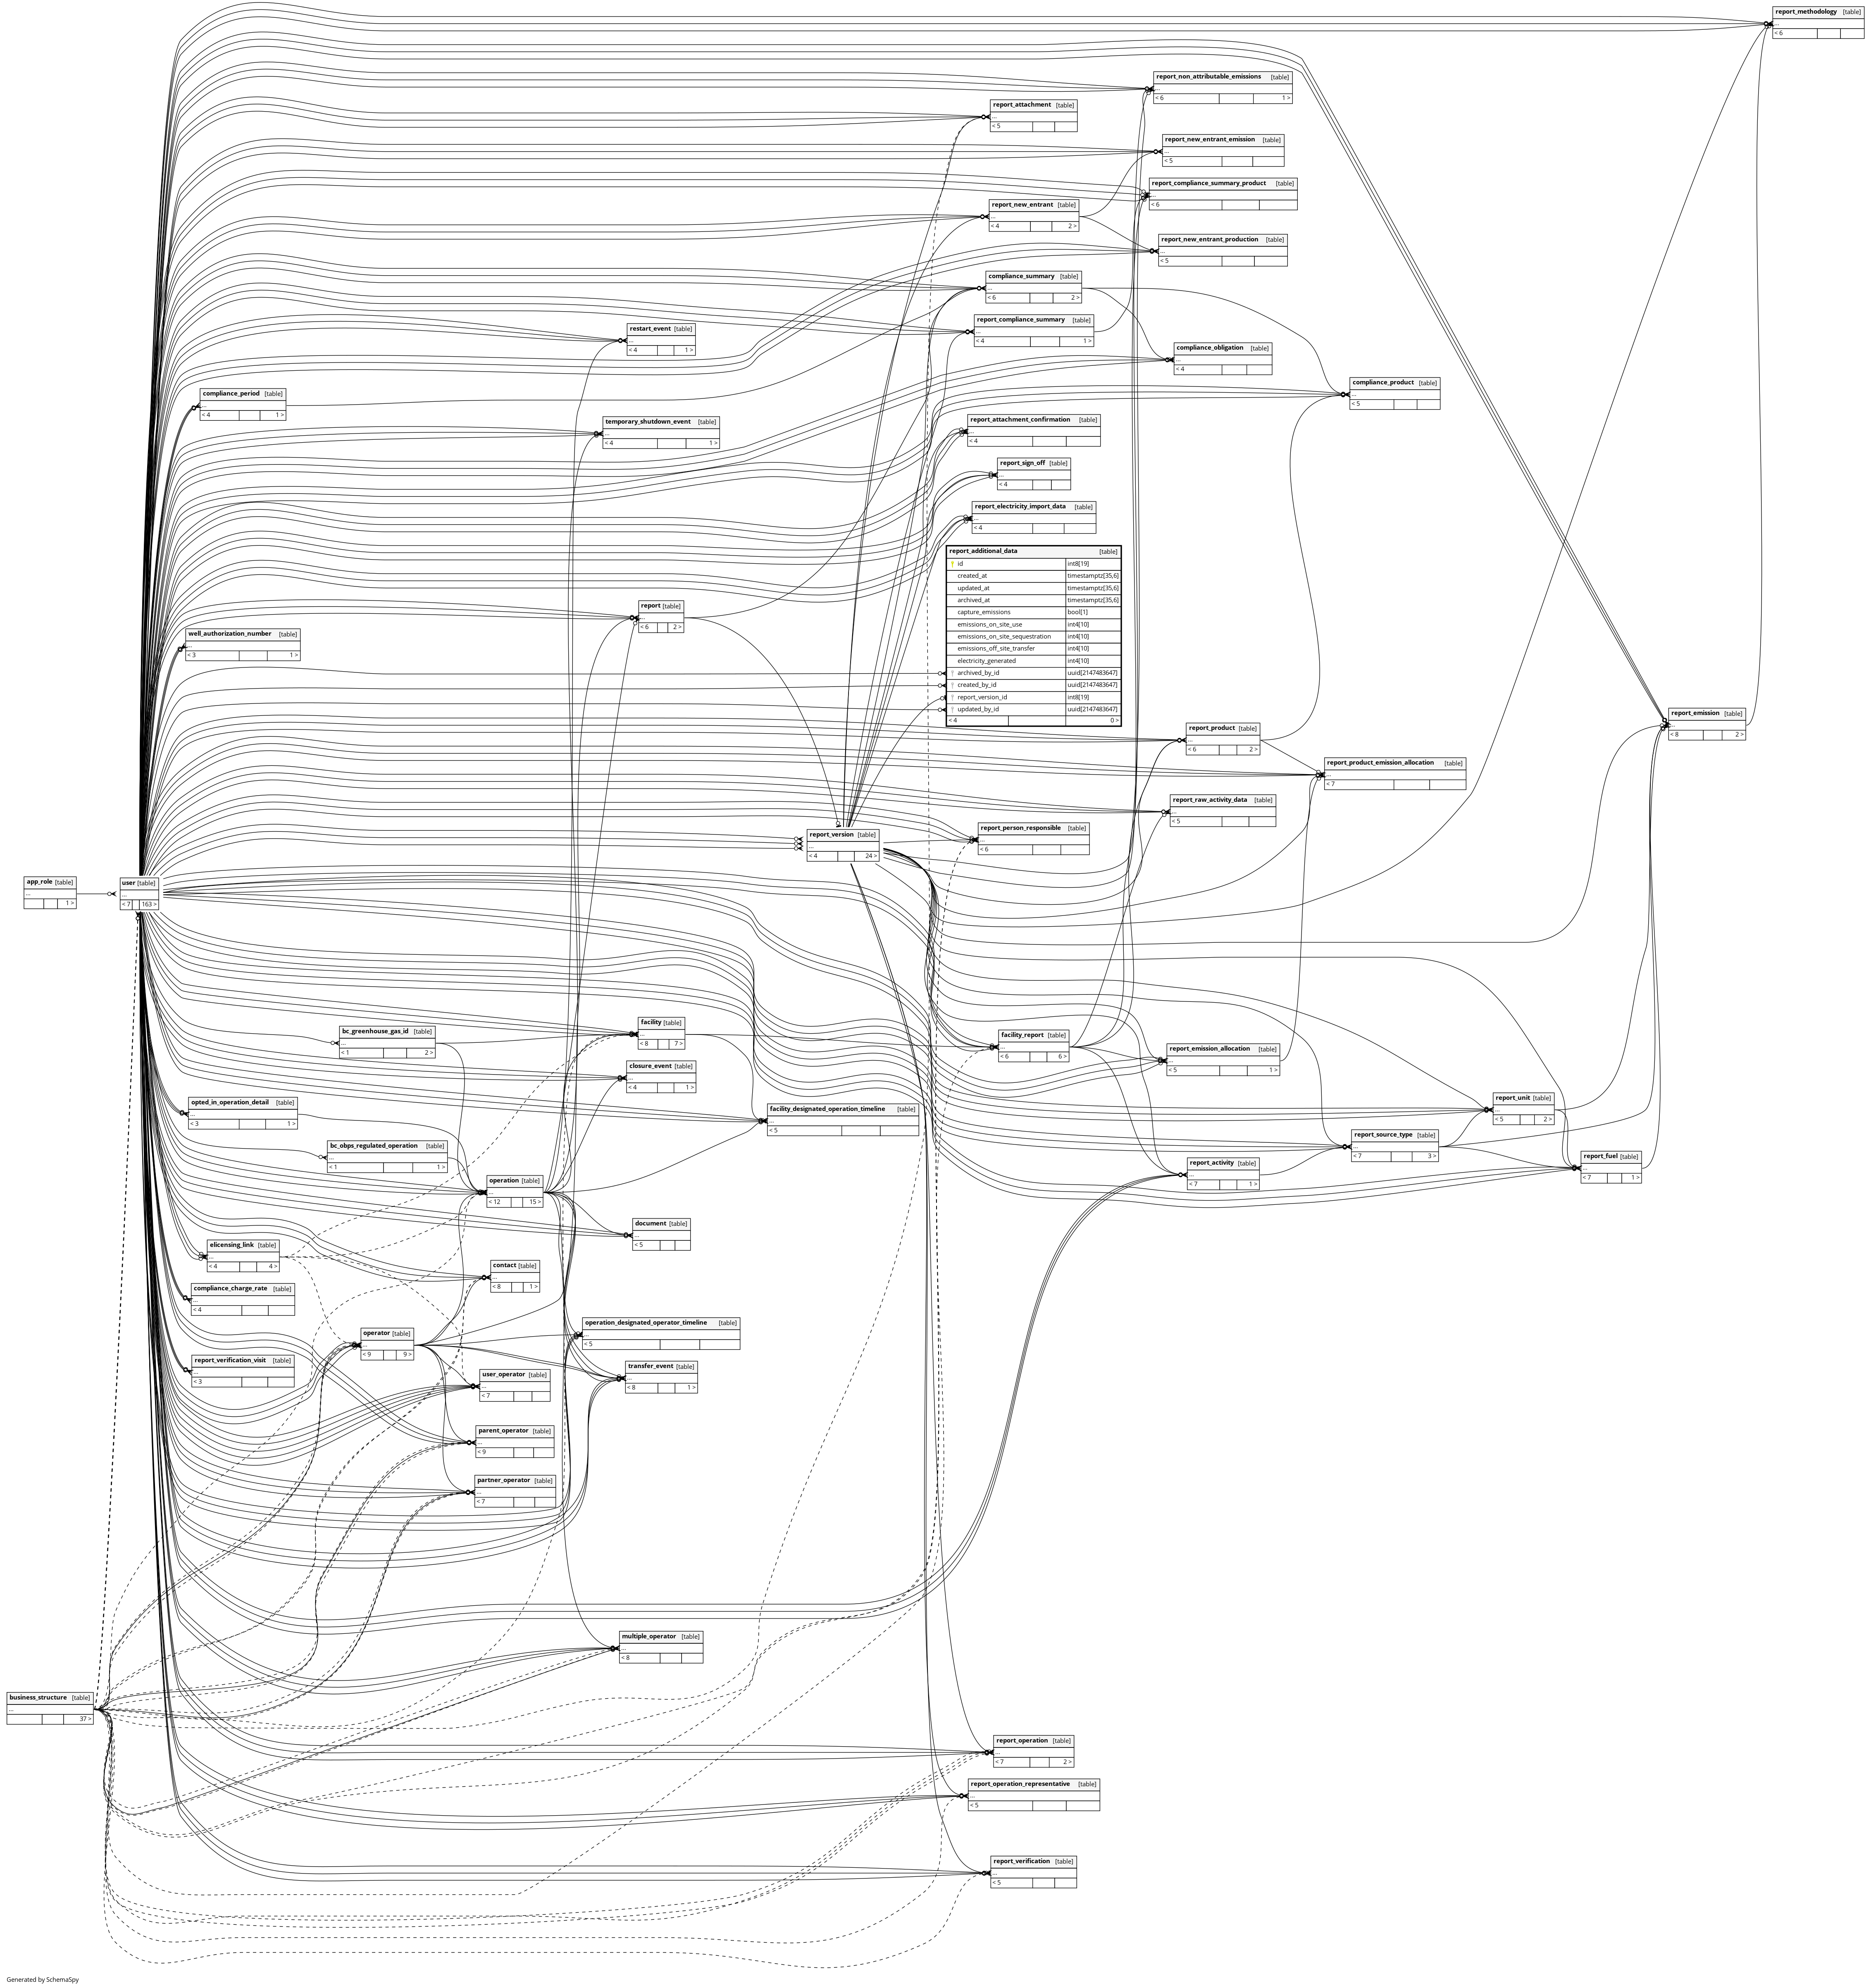 report_methodology [table]
...
< 6
report_non_attributable_emissions [table]
...
< 6 1 >
report_attachment [table]
...
< 5
report_new_entrant_emission [table]
...
< 5
report_compliance_summary_product [table]
...
< 6
report_new_entrant [table]
...
< 4 2 >
report_new_entrant_production [table]
...
< 5
compliance_summary [table]
...
< 6 2 >
report_compliance_summary [table]
...
< 4 1 >
restart_event [table]
...
< 4 1 >
compliance_obligation [table]
...
< 4
compliance_product [table]
...
< 5
compliance_period [table]
...
< 4 1 >
temporary_shutdown_event [table]
...
< 4 1 >
report_attachment_confirmation [table]
...
< 4
report_sign_off [table]
...
< 4
report_electricity_import_data [table]
...
< 4
report_additional_data [table]
id int8[19]
created_at timestamptz[35,6]
updated_at timestamptz[35,6]
archived_at timestamptz[35,6]
capture_emissions bool[1]
emissions_on_site_use int4[10]
emissions_on_site_sequestration int4[10]
emissions_off_site_transfer int4[10]
electricity_generated int4[10]
archived_by_id uuid[2147483647]
created_by_id uuid[2147483647]
report_version_id int8[19]
updated_by_id uuid[2147483647]
< 4 0 >
report [table]
...
< 6 2 >
well_authorization_number [table]
...
< 3 1 >
report_emission [table]
...
< 8 2 >
report_product [table]
...
< 6 2 >
report_product_emission_allocation [table]
...
< 7
report_raw_activity_data [table]
...
< 5
report_version [table]
...
< 4 24 >
report_person_responsible [table]
...
< 6
app_role [table]
...
1 >
user [table]
...
< 7 163 >
facility [table]
...
< 8 7 >
bc_greenhouse_gas_id [table]
...
< 1 2 >
facility_report [table]
...
< 6 6 >
report_emission_allocation [table]
...
< 5 1 >
closure_event [table]
...
< 4 1 >
opted_in_operation_detail [table]
...
< 3 1 >
facility_designated_operation_timeline [table]
...
< 5
report_unit [table]
...
< 5 2 >
report_source_type [table]
...
< 7 3 >
bc_obps_regulated_operation [table]
...
< 1 1 >
report_fuel [table]
...
< 7 1 >
report_activity [table]
...
< 7 1 >
operation [table]
...
< 12 15 >
document [table]
...
< 5
elicensing_link [table]
...
< 4 4 >
contact [table]
...
< 8 1 >
compliance_charge_rate [table]
...
< 4
operation_designated_operator_timeline [table]
...
< 5
operator [table]
...
< 9 9 >
report_verification_visit [table]
...
< 3
transfer_event [table]
...
< 8 1 >
user_operator [table]
...
< 7
parent_operator [table]
...
< 9
partner_operator [table]
...
< 7
multiple_operator [table]
...
< 8
business_structure [table]
...
37 >
report_operation [table]
...
< 7 2 >
report_operation_representative [table]
...
< 5
report_verification [table]
...
< 5
Generated by SchemaSpy